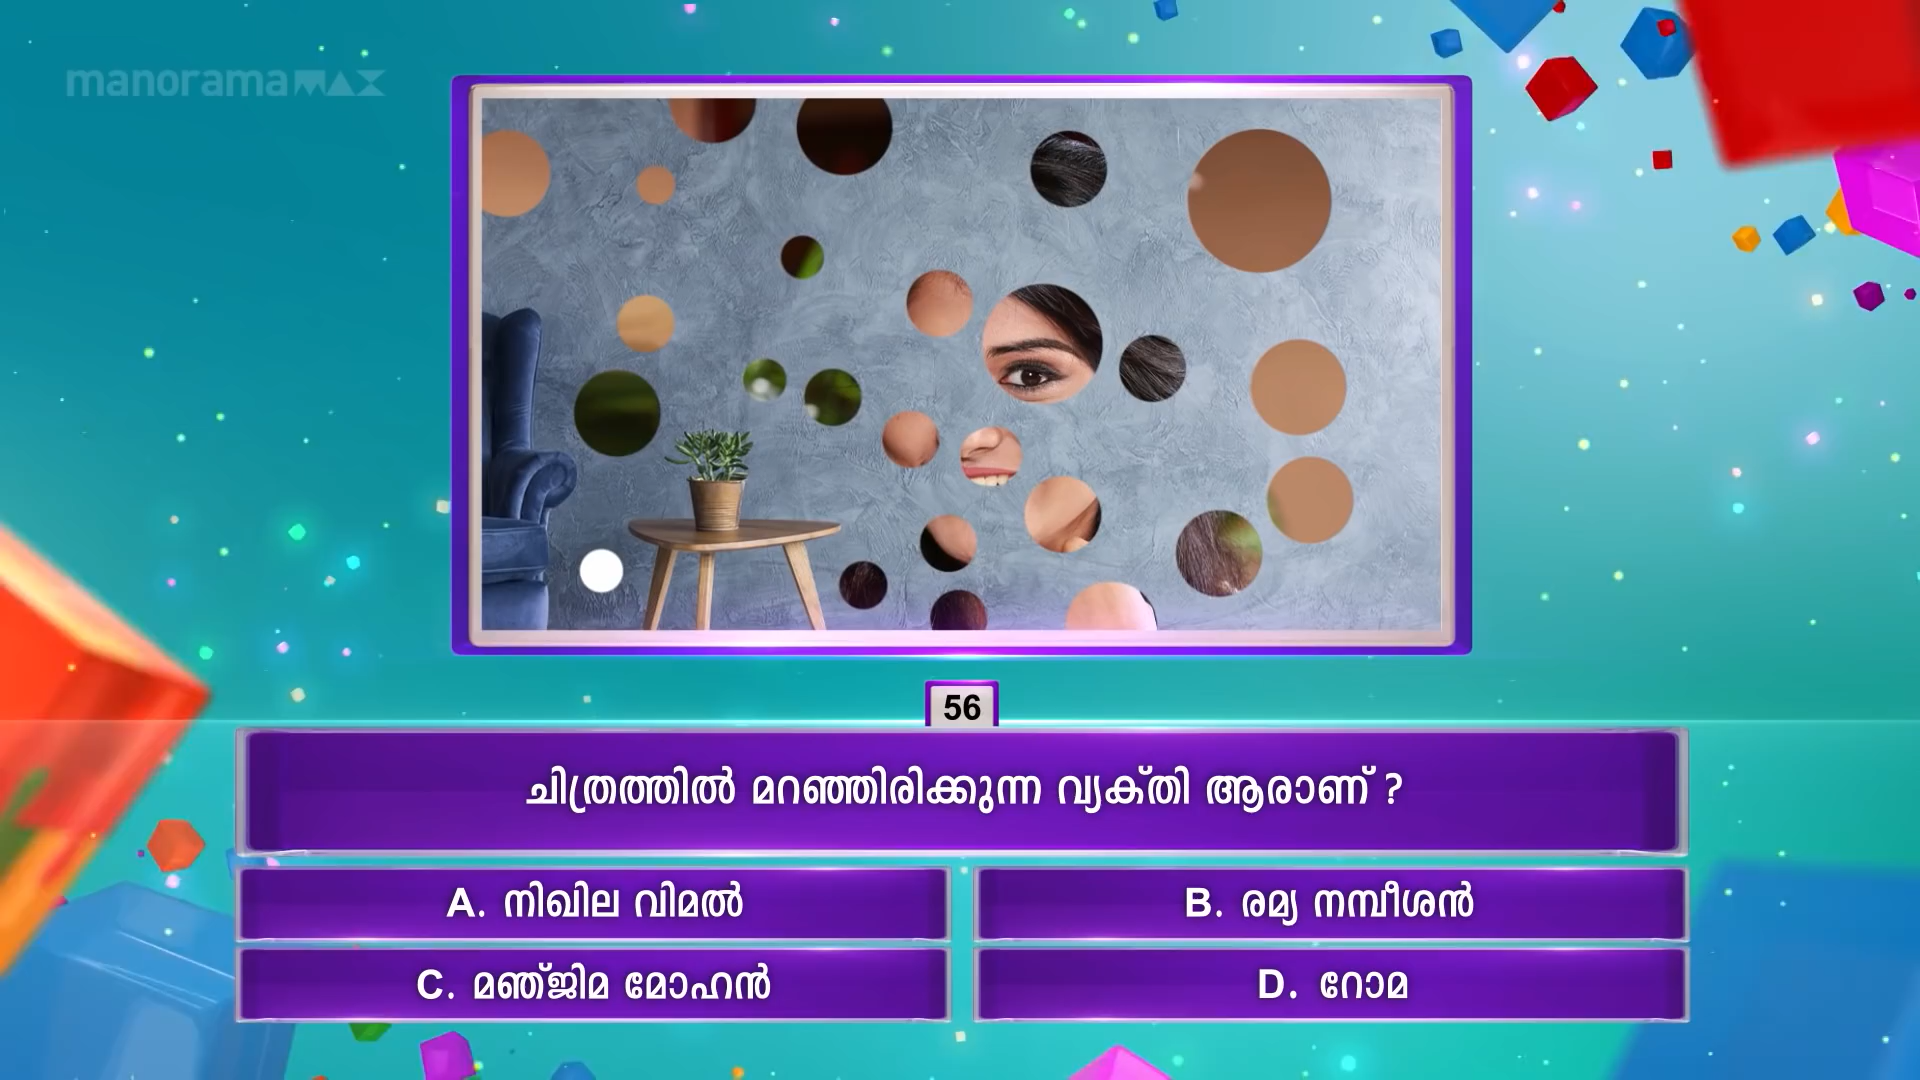 manoramaMAX
56
ചിത്രത്തിൽ മറഞ്ഞിരിക്കുന്ന വ്യക്തി ആരാണ് ?
A. നിഖില വിമൽ
B. രമ്യ നമ്പീശൻ
C. മഞ്ജിമ മോഹൻ
D. റോമ